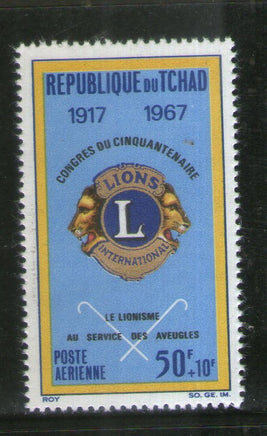 REPUBLIQUE DU TCHAD
1917 1967
CONGRES DU CINQUANTENAIRE
LIONS
L
INTERNATIONAL
LE LIONISME
AU SERVICE DES AVEUGLES
POSTE
AERIENNE
50F+10F
ROY SO. GE. IM.